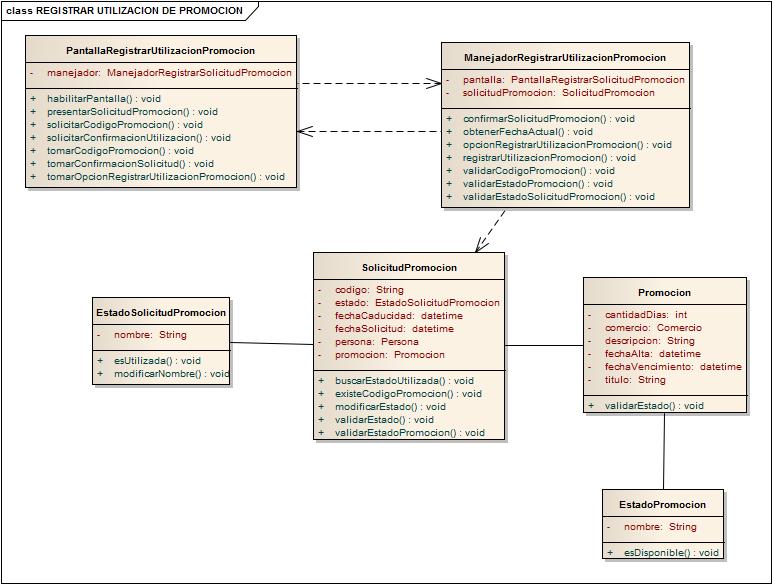 class REGISTRAR UTILIZACION DE PROMOCION
PantallaRegistrarUtilizacionPromocion
- manejador: ManejadorRegistrarSolicitudPromocion
+ habilitarPantalla() : void
+ presentarSolicitudPromocion() : void
+ solicitarCodigoPromocion() : void
+ solicitarConfirmacionUtilizacion() : void
+ tomarCodigoPromocion() : void
+ tomarConfirmacionSolicitud() : void
+ tomarOpcionRegistrarUtilizacionPromocion() : void
ManejadorRegistrarUtilizacionPromocion
- pantalla: PantallaRegistrarSolicitudPromocion
- solicitudPromocion: SolicitudPromocion
+ confirmarSolicitudPromocion() : void
+ obtenerFechaActual() : void
+ opcionRegistrarUtilizacionPromocion() : void
+ registrarUtilizacionPromocion() : void
+ validarCodigoPromocion() : void
+ validarEstadoPromocion() : void
+ validarEstadoSolicitudPromocion() : void
EstadoSolicitudPromocion
- nombre: String
+ esUtilizada() : void
+ modificarNombre() : void
SolicitudPromocion
- codigo: String
- estado: EstadoSolicitudPromocion
- fechaCaducidad: datetime
- fechaSolicitud: datetime
- persona: Persona
- promocion: Promocion
+ buscarEstadoUtilizada() : void
+ existeCodigoPromocion() : void
+ modificarEstado() : void
+ validarEstado() : void
+ validarEstadoPromocion() : void
Promocion
- cantidadDias: int
- comercio: Comercio
- descripcion: String
- fechaAlta: datetime
- fechaVencimiento: datetime
- titulo: String
+ validarEstado() : void
EstadoPromocion
- nombre: String
+ esDisponible() : void